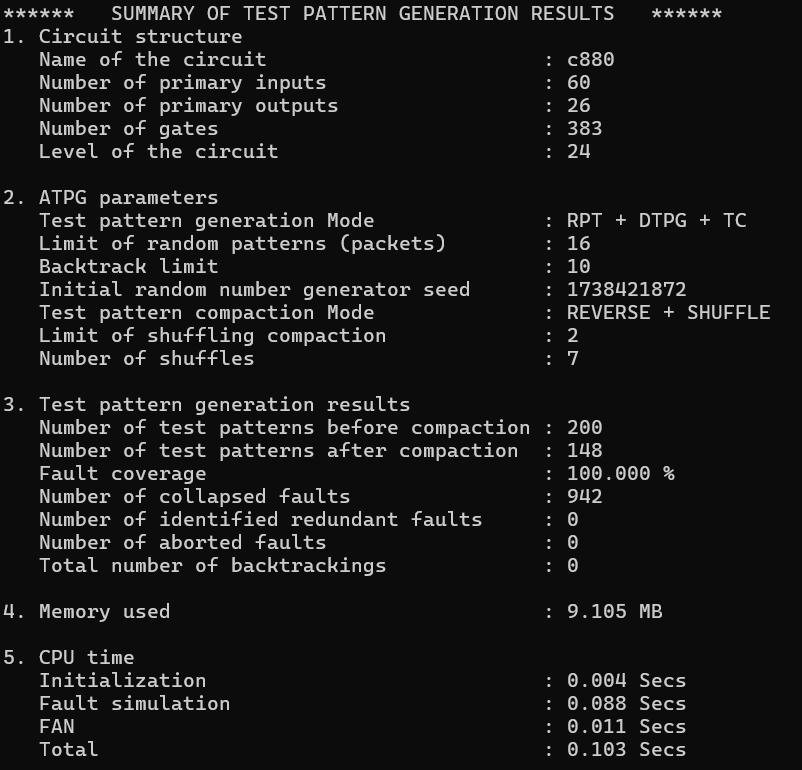 ****** SUMMARY OF TEST PATTERN GENERATION RESULTS ******
1. Circuit structure
Name of the circuit : c880
Number of primary inputs : 60
Number of primary outputs : 26
Number of gates : 383
Level of the circuit : 24
2. ATPG parameters
Test pattern generation Mode : RPT + DTPG + TC
Limit of random patterns (packets) : 16
Backtrack limit : 10
Initial random number generator seed : 1738421872
Test pattern compaction Mode : REVERSE + SHUFFLE
Limit of shuffling compaction : 2
Number of shuffles : 7
3. Test pattern generation results
Number of test patterns before compaction : 200
Number of test patterns after compaction : 148
Fault coverage : 100.000 %
Number of collapsed faults : 942
Number of identified redundant faults : 0
Number of aborted faults : 0
Total number of backtrackings : 0
4. Memory used : 9.105 MB
5. CPU time
Initialization : 0.004 Secs
Fault simulation : 0.088 Secs
FAN : 0.011 Secs
Total : 0.103 Secs